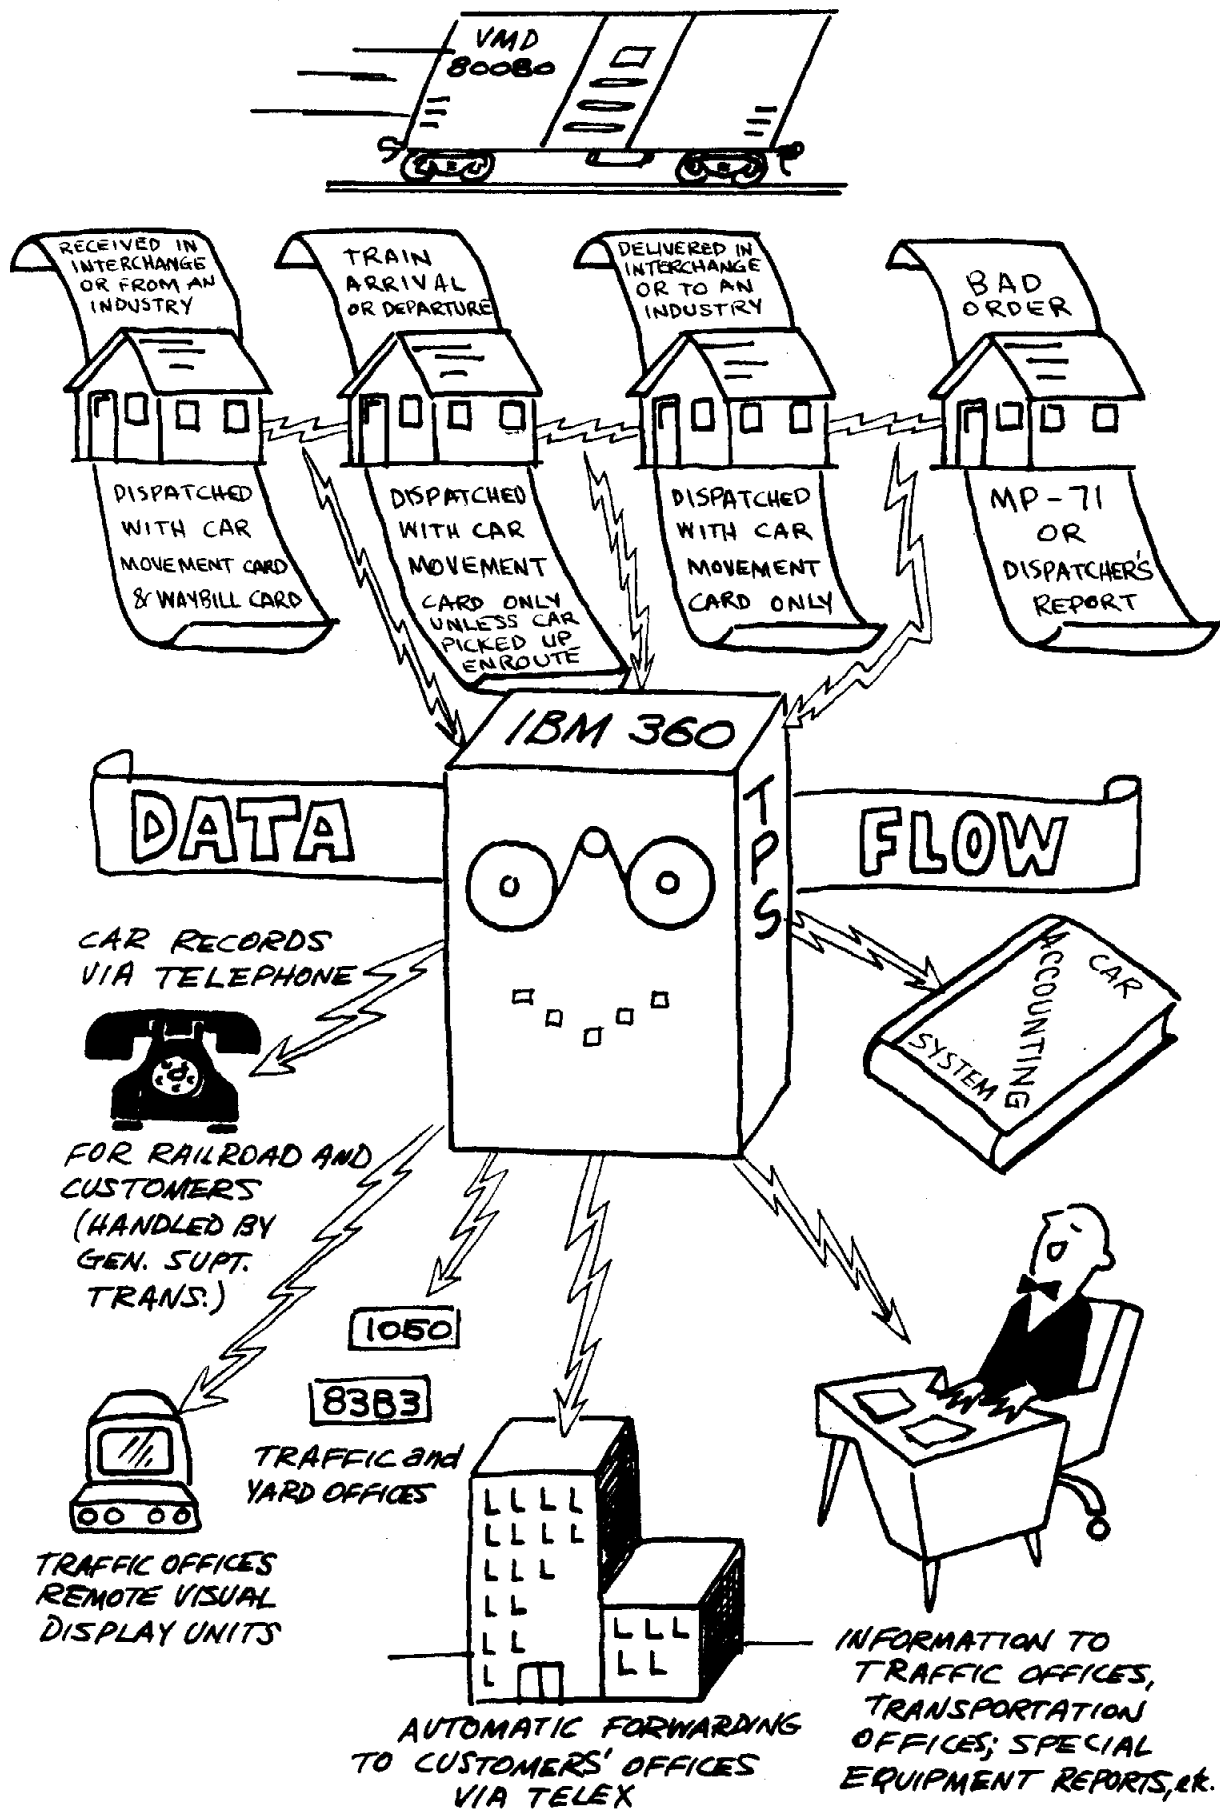 VMD
80080
RECEIVED IN
INTERCHANGE
OR FROM AN
INDUSTRY
TRAIN
ARRIVAL
OR DEPARTURE
DELIVERED IN
INTERCHANGE
OR TO AN
INDUSTRY
BAD
ORDER
DISPATCHED
WITH CAR
MOVEMENT CARD
& WAYBILL CARD
DISPATCHED
WITH CAR
MOVEMENT
CARD ONLY
UNLESS CAR
PICKED UP
ENROUTE
DISPATCHED
WITH CAR
MOVEMENT
CARD ONLY
MP-71
OR
DISPATCHER'S
REPORT
IBM 360
TPS
DATA
FLOW
CAR RECORDS
VIA TELEPHONE
FOR RAILROAD AND
CUSTOMERS
(HANDLED BY
GEN. SUPT.
TRANS.)
CAR
ACCOUNTING
SYSTEM
1050
83B3
TRAFFIC and
YARD OFFICES
TRAFFIC OFFICES
REMOTE VISUAL
DISPLAY UNITS
AUTOMATIC FORWARDING
TO CUSTOMERS' OFFICES
VIA TELEX
INFORMATION TO
TRAFFIC OFFICES,
TRANSPORTATION
OFFICES; SPECIAL
EQUIPMENT REPORTS, etc.